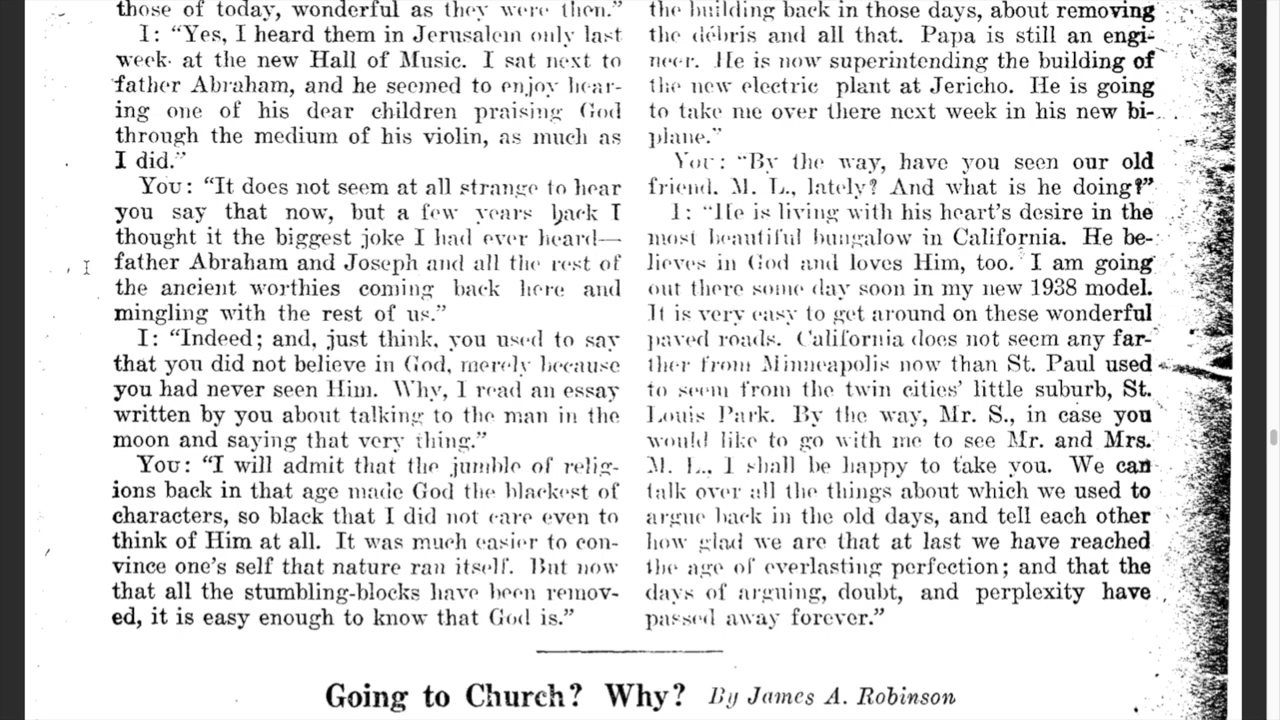 those of today, wonderful as they were then."
I: "Yes, I heard them in Jerusalem only last
week at the new Hall of Music. I sat next to
father Abraham, and he seemed to enjoy hear-
ing one of his dear children praising God
through the medium of his violin, as much as
I did."
You: "It does not seem at all strange to hear
you say that now, but a few years back I
thought it the biggest joke I had ever heard—
father Abraham and Joseph and all the rest of
the ancient worthies coming back here and
mingling with the rest of us."
I: "Indeed; and, just think, you used to say
that you did not believe in God, merely because
you had never seen Him. Why, I read an essay
written by you about talking to the man in the
moon and saying that very thing."
You: "I will admit that the jumble of relig-
ions back in that age made God the blackest of
characters, so black that I did not care even to
think of Him at all. It was much easier to con-
vince one's self that nature ran itself. But now
that all the stumbling-blocks have been remov-
ed, it is easy enough to know that God is."
the building back in those days, about removing
the débris and all that. Papa is still an engi-
neer. He is now superintending the building of
the new electric plant at Jericho. He is going
to take me over there next week in his new bi-
plane."
You: "By the way, have you seen our old
friend, M. L., lately? And what is he doing?"
I: "He is living with his heart's desire in the
most beautiful bungalow in California. He be-
lieves in God and loves Him, too. I am going
out there some day soon in my new 1938 model.
It is very easy to get around on these wonderful
paved roads. California does not seem any far-
ther from Minneapolis now than St. Paul used
to seem from the twin cities' little suburb, St.
Louis Park. By the way, Mr. S., in case you
would like to go with me to see Mr. and Mrs.
M. L., I shall be happy to take you. We can
talk over all the things about which we used to
argue back in the old days, and tell each other
how glad we are that at last we have reached
the age of everlasting perfection; and that the
days of arguing, doubt, and perplexity have
passed away forever."
Going to Church? Why? By James A. Robinson